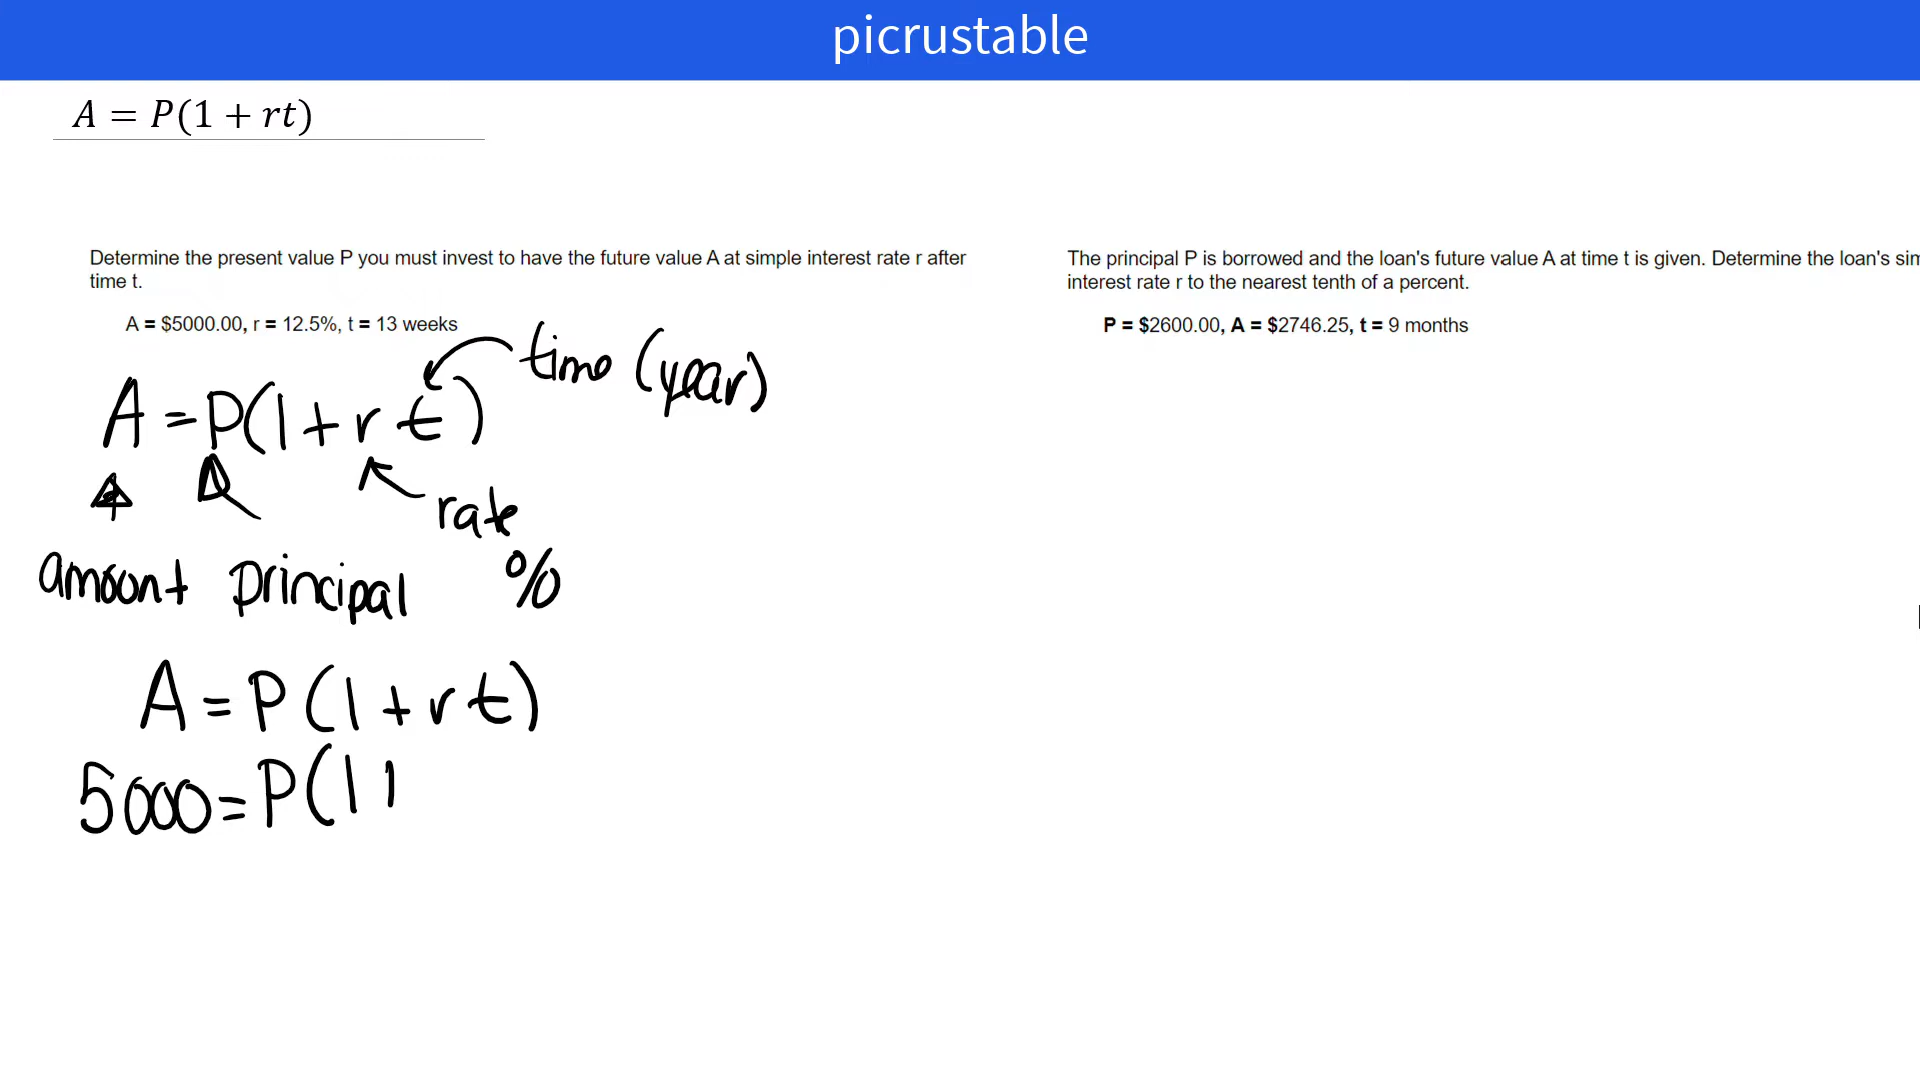 picrustable
A = P(1 + rt)
Determine the present value P you must invest to have the future value A at simple interest rate r after
time t.
A = $5000.00, r = 12.5%, t = 13 weeks
The principal P is borrowed and the loan's future value A at time t is given. Determine the loan's sim
interest rate r to the nearest tenth of a percent.
P = $2600.00, A = $2746.25, t = 9 months
time (year)
A = P(1 + r t)
rate
amount principal %
A = P (1 + r t)
5000 = P(1 1